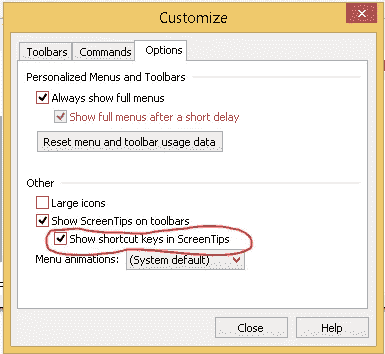 Customize
Toolbars Commands Options
Personalized Menus and Toolbars
Always show full menus
Show full menus after a short delay
Reset menu and toolbar usage data
Other
Large icons
Show ScreenTips on toolbars
Show shortcut keys in ScreenTips
Menu animations: (System default)
Close Help